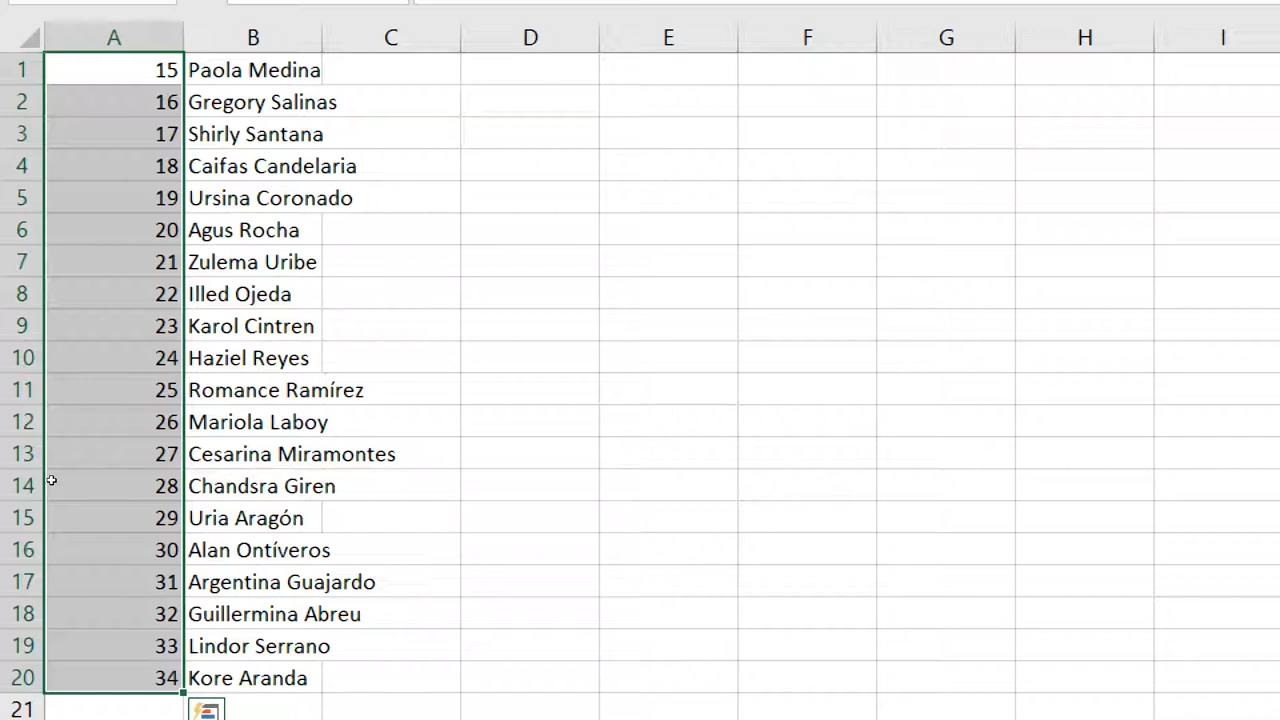 A B C D E F G H I
1 15 Paola Medina
2 16 Gregory Salinas
3 17 Shirly Santana
4 18 Caifas Candelaria
5 19 Ursina Coronado
6 20 Agus Rocha
7 21 Zulema Uribe
8 22 Illed Ojeda
9 23 Karol Cintren
10 24 Haziel Reyes
11 25 Romance Ramírez
12 26 Mariola Laboy
13 27 Cesarina Miramontes
14 28 Chandsra Giren
15 29 Uria Aragón
16 30 Alan Ontíveros
17 31 Argentina Guajardo
18 32 Guillermina Abreu
19 33 Lindor Serrano
20 34 Kore Aranda
21